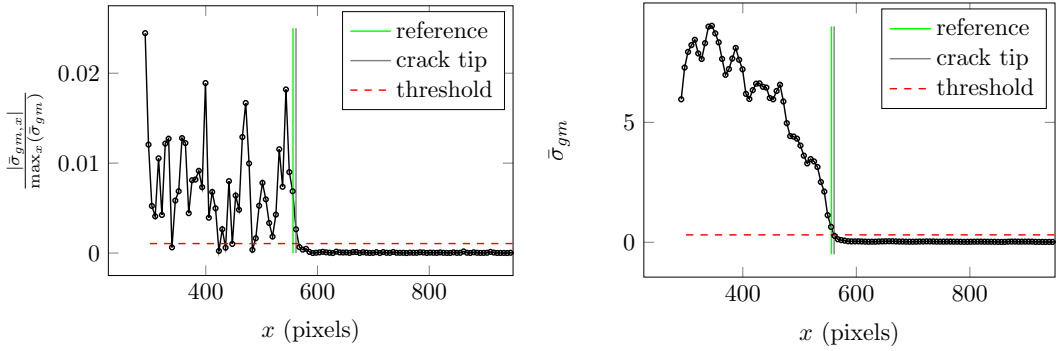 reference
crack tip
threshold
0.02
0.01
0
|σ̄gm,x|
maxx(σ̄gm)
400 600 800
x (pixels)
reference
crack tip
threshold
5
0
σ̄gm
400 600 800
x (pixels)